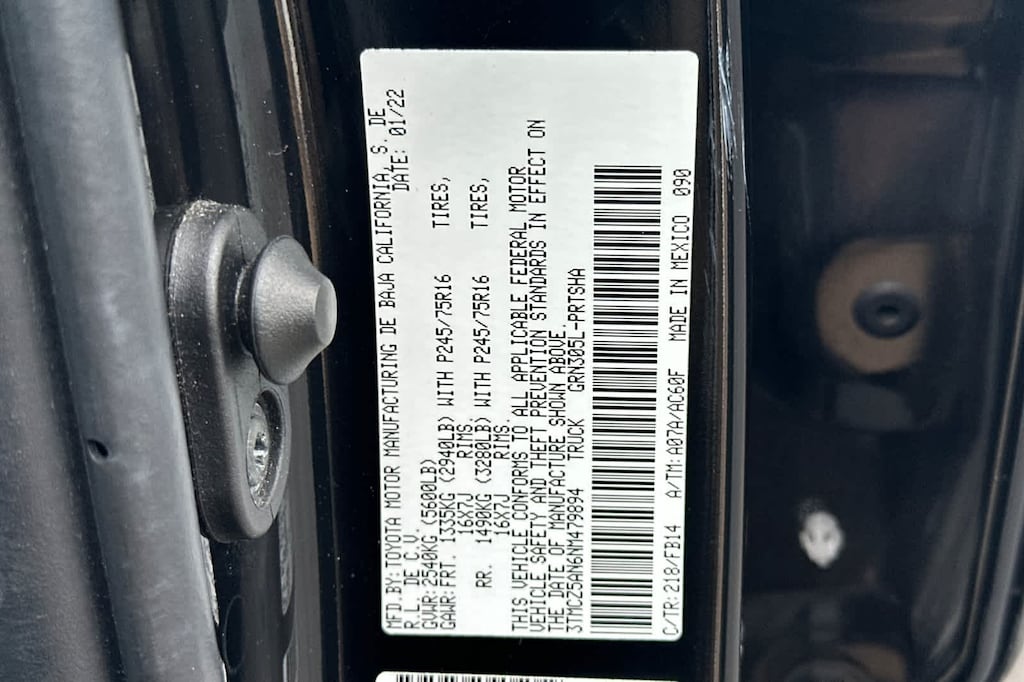 MFD.BY:TOYOTA MOTOR MANUFACTURING DE BAJA CALIFORNIA, S. DE
R.L. DE C.V. DATE: 01/22
GVWR: 2540KG (5600LB)
GAWR:FRT. 1335KG (2940LB) WITH P245/75R16 TIRES,
16X7J RIMS.
RR. 1490KG (3280LB) WITH P245/75R16 TIRES,
16X7J RIMS.
THIS VEHICLE CONFORMS TO ALL APPLICABLE FEDERAL MOTOR
VEHICLE SAFETY AND THEFT PREVENTION STANDARDS IN EFFECT ON
THE DATE OF MANUFACTURE SHOWN ABOVE.
3TMCZ5AN6NM479894 TRUCK GRN305L-PRTSHA
C/TR:218/FB14 A/TM:A07A/AC60F MADE IN MEXICO 090